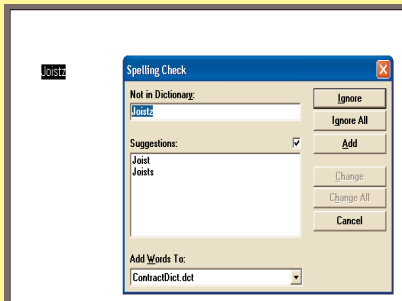 Joistz
Spelling Check
Not in Dictionary:
Joistz
Ignore
Ignore All
Suggestions:
Add
Joist
Joists
Change
Change All
Cancel
Add Words To:
ContractDict.dct